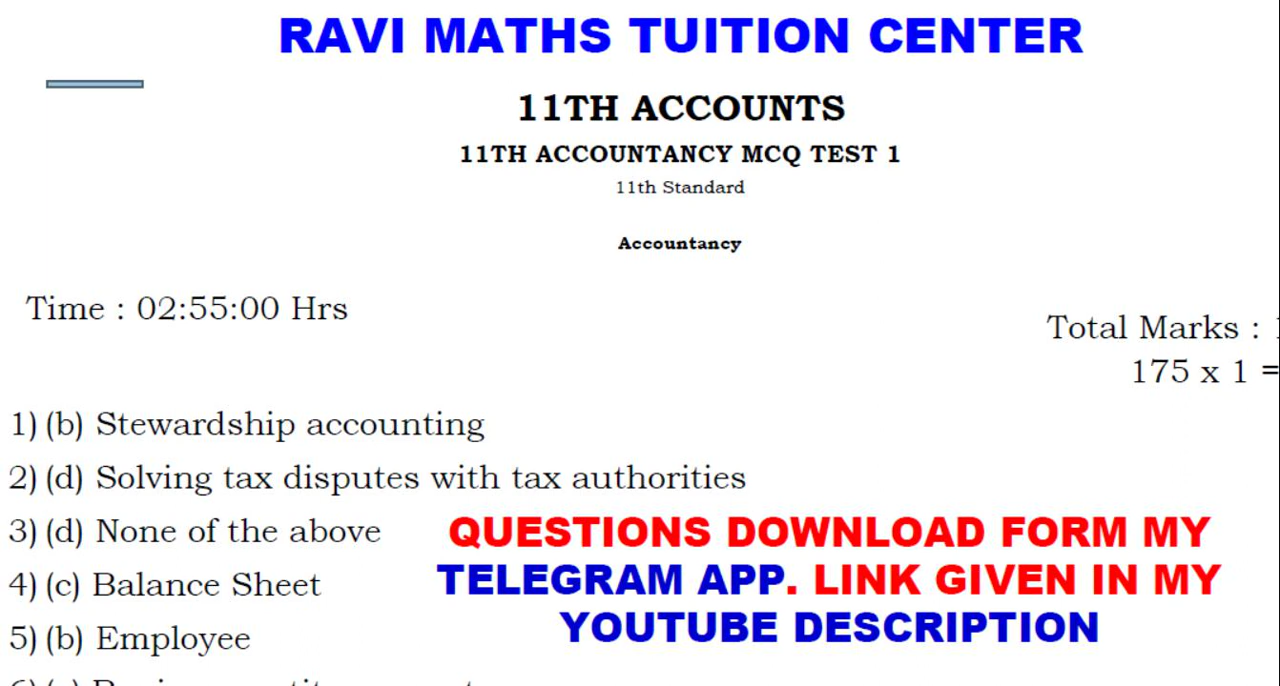 RAVI MATHS TUITION CENTER
11TH ACCOUNTS
11TH ACCOUNTANCY MCQ TEST 1
11th Standard
Accountancy
Time : 02:55:00 Hrs
Total Marks :
175 x 1 =
1) (b) Stewardship accounting
2) (d) Solving tax disputes with tax authorities
3) (d) None of the above
4) (c) Balance Sheet
5) (b) Employee
QUESTIONS DOWNLOAD FORM MY
TELEGRAM APP. LINK GIVEN IN MY
YOUTUBE DESCRIPTION